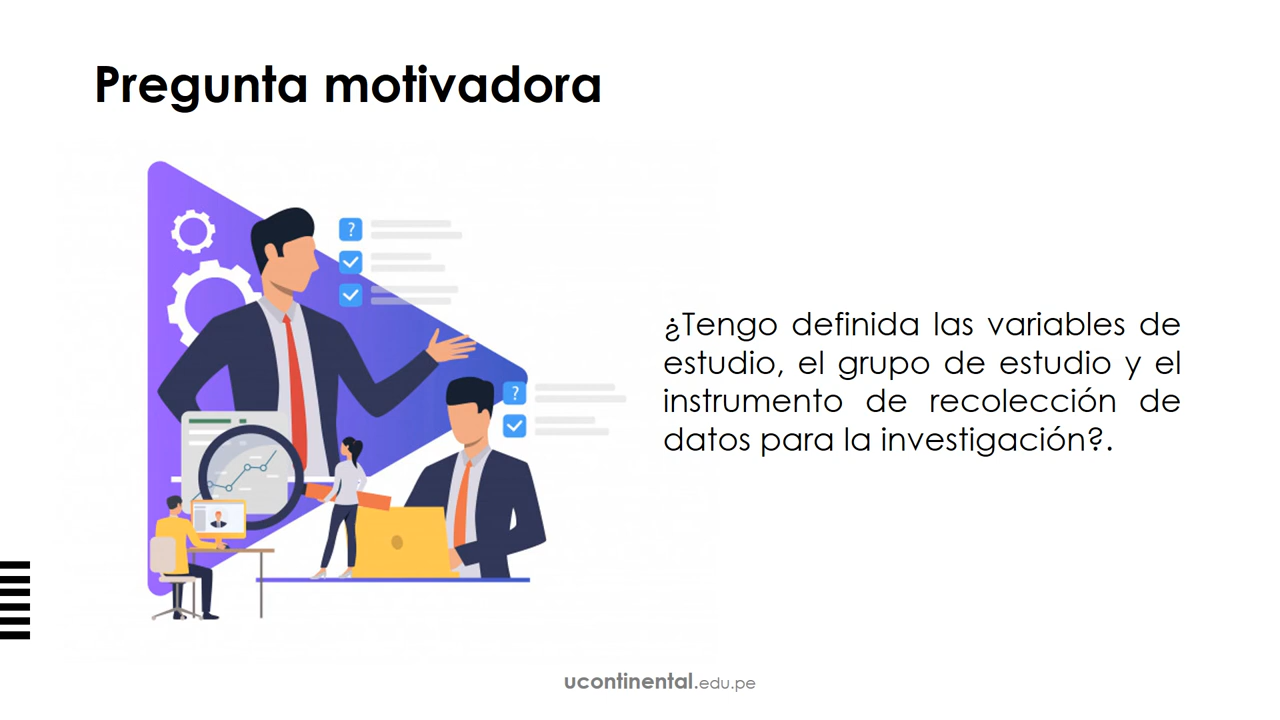 Pregunta motivadora
?
?
¿Tengo definida las variables de
estudio, el grupo de estudio y el
instrumento de recolección de
datos para la investigación?.
ucontinental.edu.pe